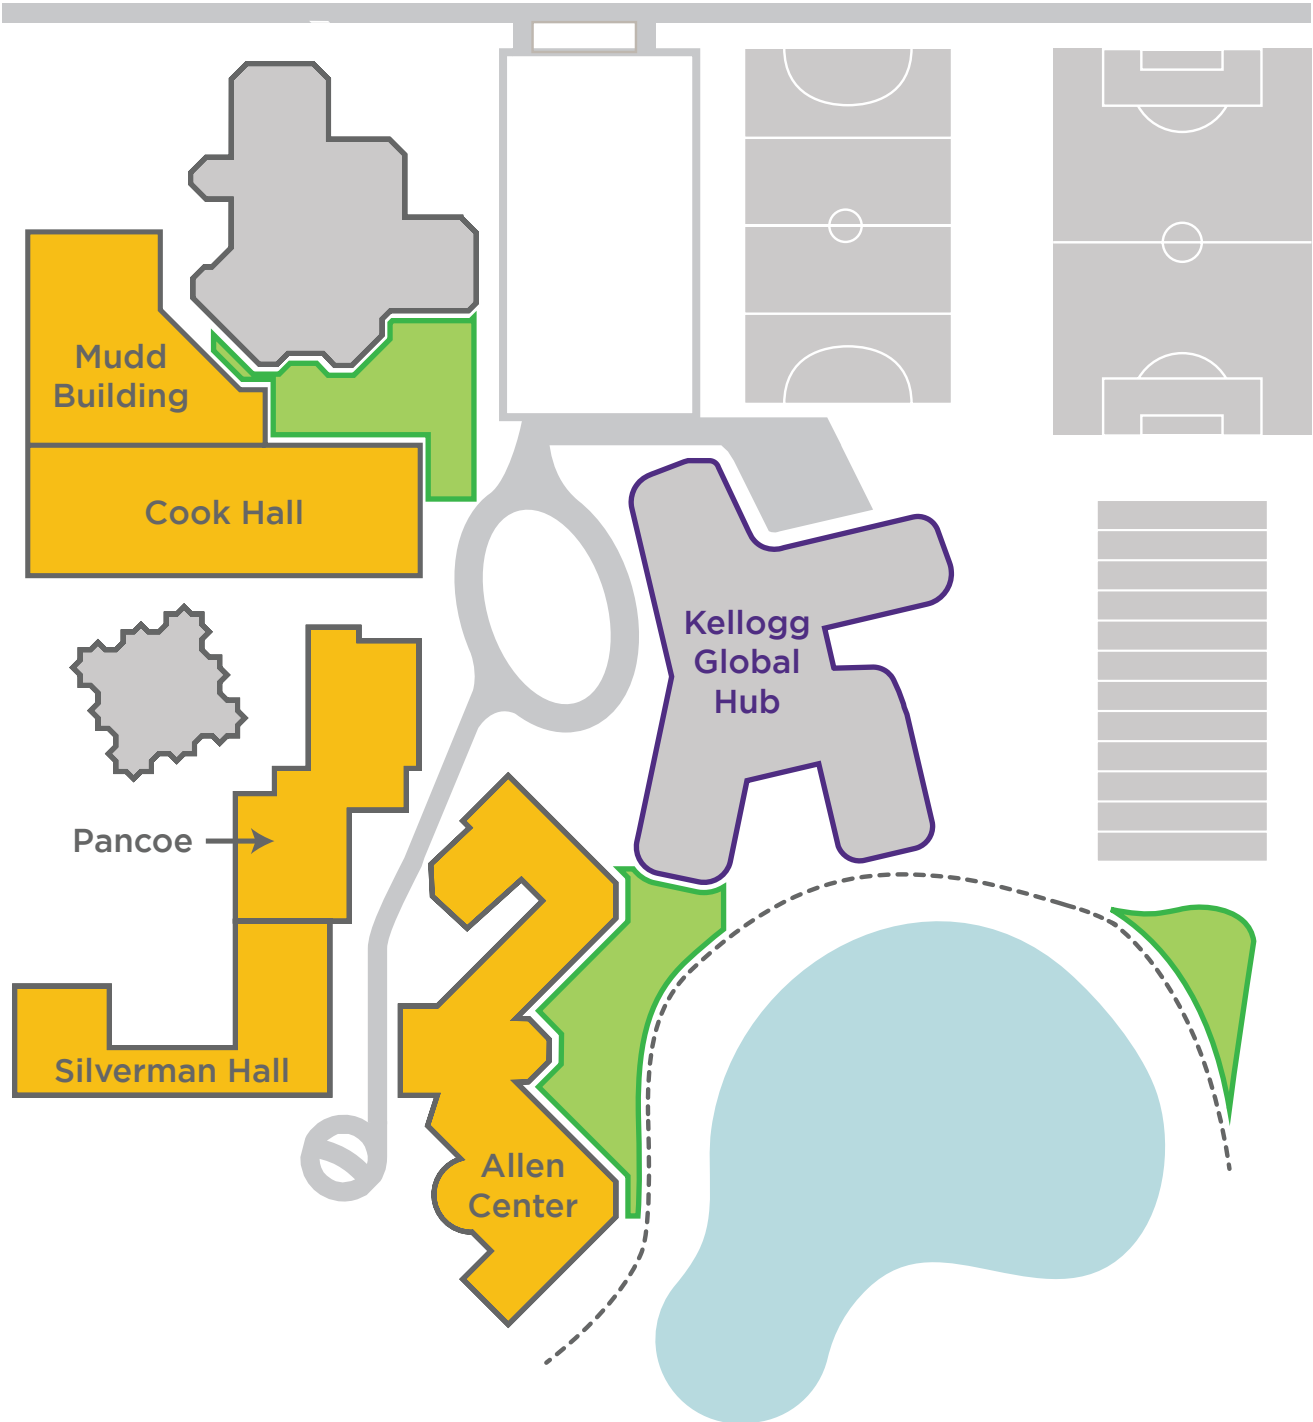 Mudd
Building
Cook Hall
Kellogg
Global
Hub
Pancoe
Silverman Hall
Allen
Center